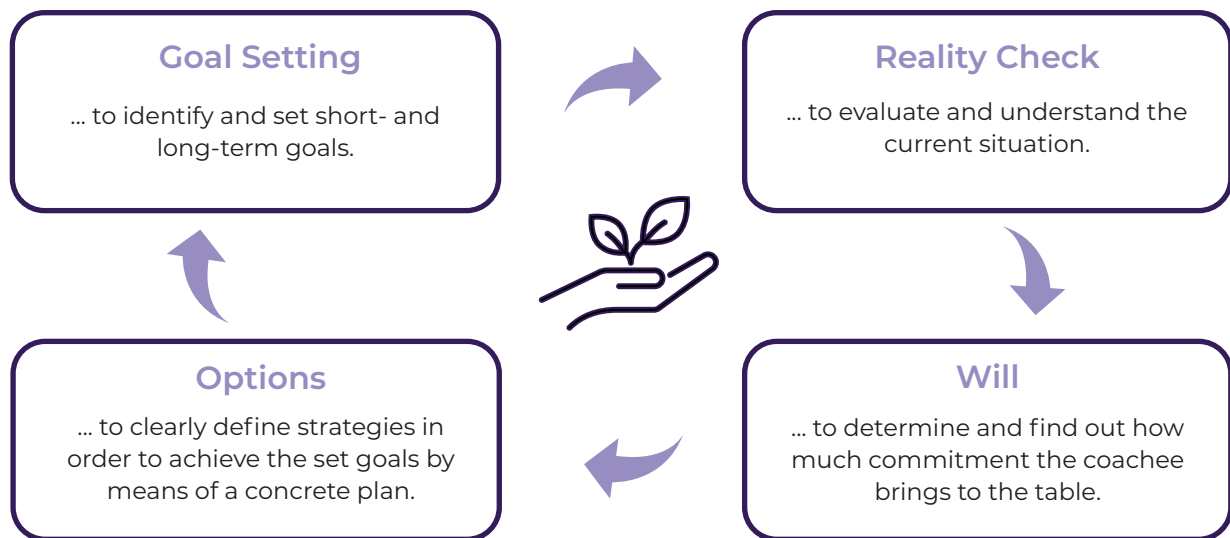 Goal Setting
... to identify and set short- and
long-term goals.
Reality Check
... to evaluate and understand the
current situation.
Will
... to determine and find out how
much commitment the coachee
brings to the table.
Options
... to clearly define strategies in
order to achieve the set goals by
means of a concrete plan.